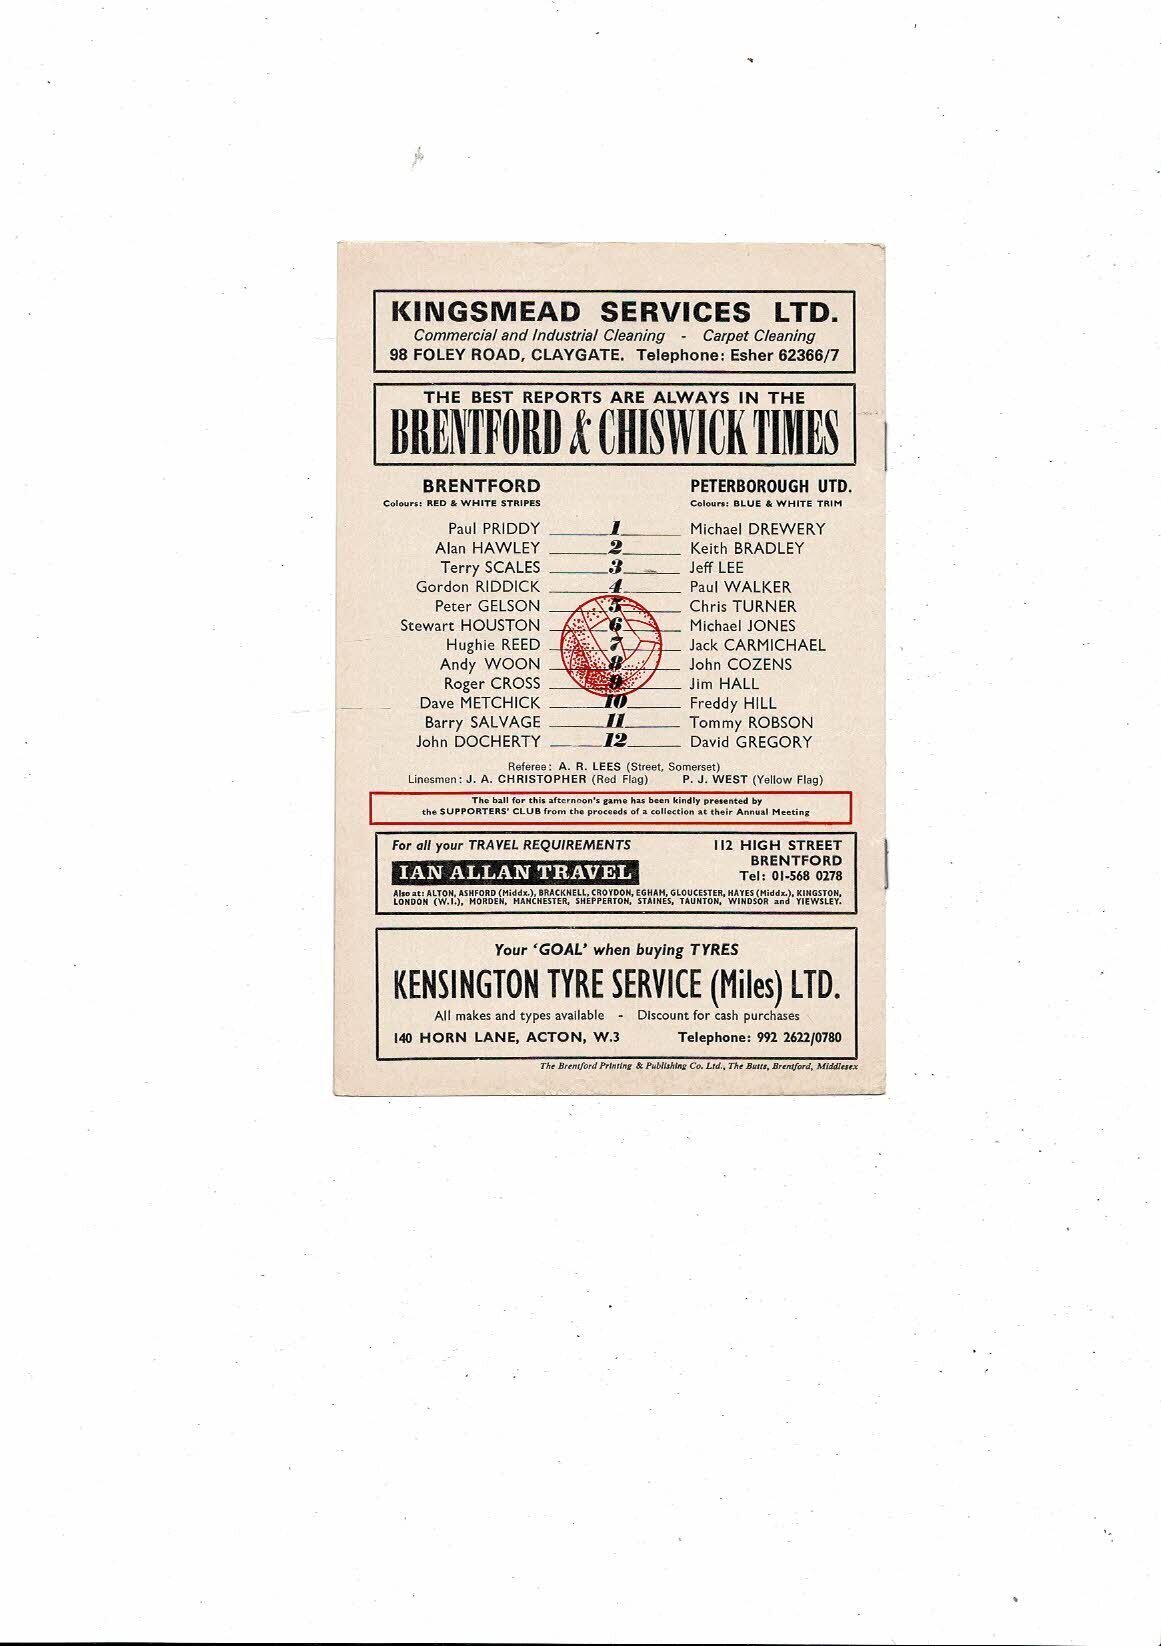 KINGSMEAD SERVICES LTD.
Commercial and Industrial Cleaning - Carpet Cleaning
98 FOLEY ROAD, CLAYGATE. Telephone: Esher 62366/7
THE BEST REPORTS ARE ALWAYS IN THE
BRENTFORD & CHISWICK TIMES
BRENTFORD PETERBOROUGH UTD.
Colours: RED & WHITE STRIPES Colours: BLUE & WHITE TRIM
Paul PRIDDY 1 Michael DREWERY
Alan HAWLEY 2 Keith BRADLEY
Terry SCALES 3 Jeff LEE
Gordon RIDDICK 4 Paul WALKER
Peter GELSON 5 Chris TURNER
Stewart HOUSTON 6 Michael JONES
Hughie REED 7 Jack CARMICHAEL
Andy WOON 8 John COZENS
Roger CROSS 9 Jim HALL
Dave METCHICK 10 Freddy HILL
Barry SALVAGE 11 Tommy ROBSON
John DOCHERTY 12 David GREGORY
Referee: A. R. LEES (Street, Somerset)
Linesmen: J. A. CHRISTOPHER (Red Flag) P. J. WEST (Yellow Flag)
The ball for this afternoon's game has been kindly presented by
the SUPPORTERS' CLUB from the proceeds of a collection at their Annual Meeting
For all your TRAVEL REQUIREMENTS 112 HIGH STREET
BRENTFORD
IAN ALLAN TRAVEL Tel: 01-568 0278
Also at: ALTON, ASHFORD (Middx.), BRACKNELL, CROYDON, EGHAM, GLOUCESTER, HAYES (Middx.), KINGSTON,
LONDON (W.I.), MORDEN, MANCHESTER, SHEPPERTON, STAINES, TAUNTON, WINDSOR and YIEWSLEY.
Your 'GOAL' when buying TYRES
KENSINGTON TYRE SERVICE (Miles) LTD.
All makes and types available - Discount for cash purchases
140 HORN LANE, ACTON, W.3 Telephone: 992 2622/0780
The Brentford Printing & Publishing Co. Ltd., The Butts, Brentford, Middlesex